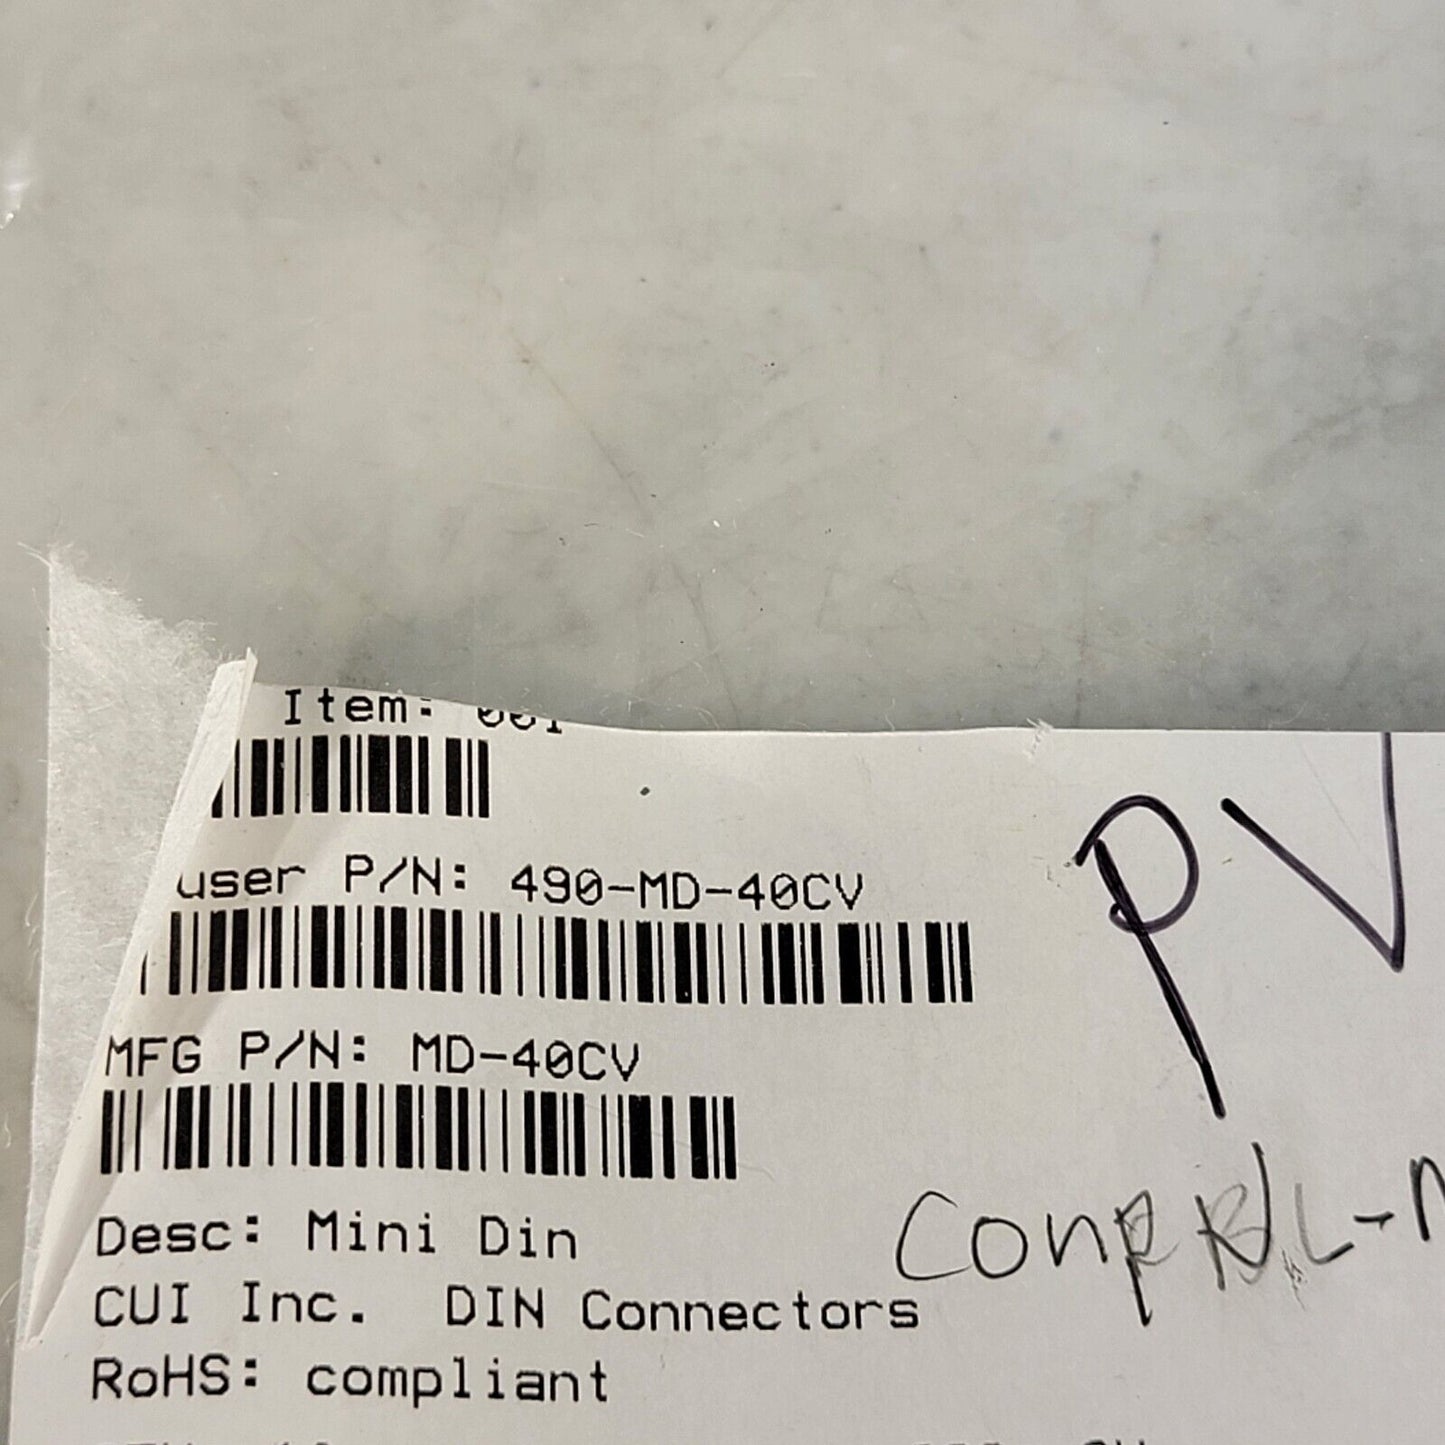 Item: 001
user P/N: 490-MD-40CV
PV
MFG P/N: MD-40CV
Desc: Mini Din
CUI Inc. DIN Connectors
RoHS: compliant